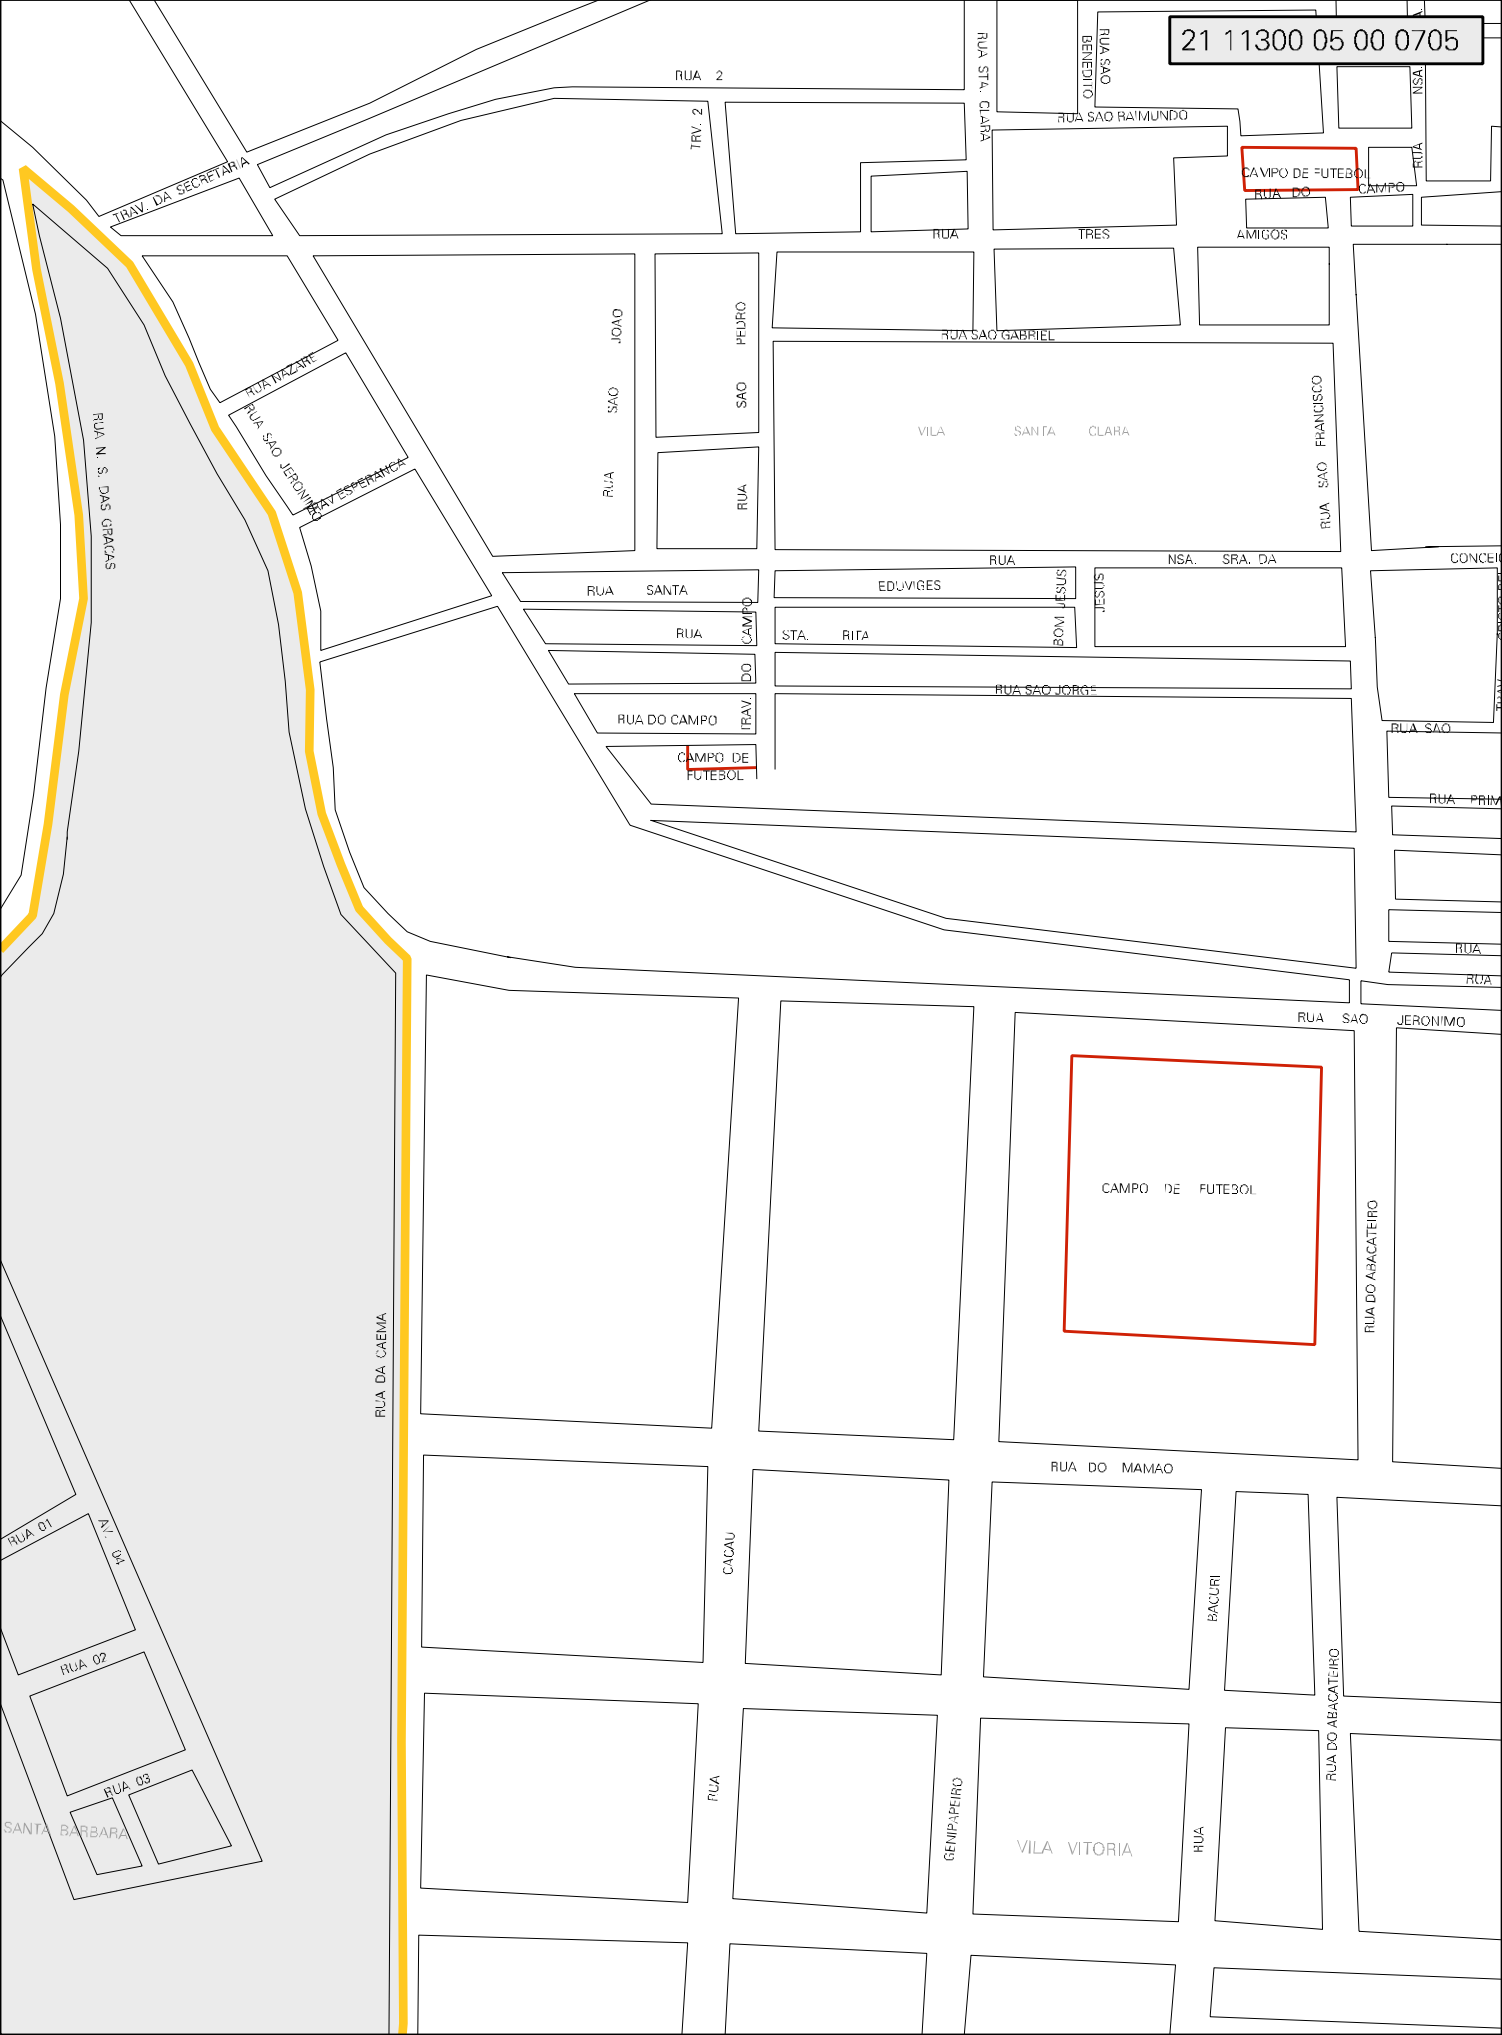 21 11300 05 00 0705
RUA 2
TRV. 2
RUA STA. CLARA
RUA SAO
BENEDITO
RUA SAO RAIMUNDO
RUA NSA.
TRAV. DA SECRETARIA
CAMPO DE FUTEBOL
RUA DO CAMPO
RUA TRES AMIGOS
RUA SAO JOAO
RUA SAO PEDRO
RUA SAO GABRIEL
RUA NAZARE
RUA SAO JERONIMO
TRAV ESPERANCA
RUA N. S. DAS GRACAS
VILA SANTA CLARA
RUA SAO FRANCISCO
RUA NSA. SRA. DA
RUA SANTA EDUVIGES
BOM JESUS
JESUS
RUA STA. RITA
TRAV. DO CAMPO
RUA SAO JORGE
RUA DO CAMPO
RUA SAO
CAMPO DE
FUTEBOL
RUA PRIM
RUA
RUA
RUA SAO JERONIMO
CAMPO DE FUTEBOL
RUA DO ABACATEIRO
RUA DA CAEMA
RUA DO MAMAO
RUA 01
AV. 04
RUA CACAU
RUA BACURI
RUA 02
RUA DO ABACATEIRO
RUA 03
GENIPAPEIRO
SANTA BARBARA
VILA VITORIA